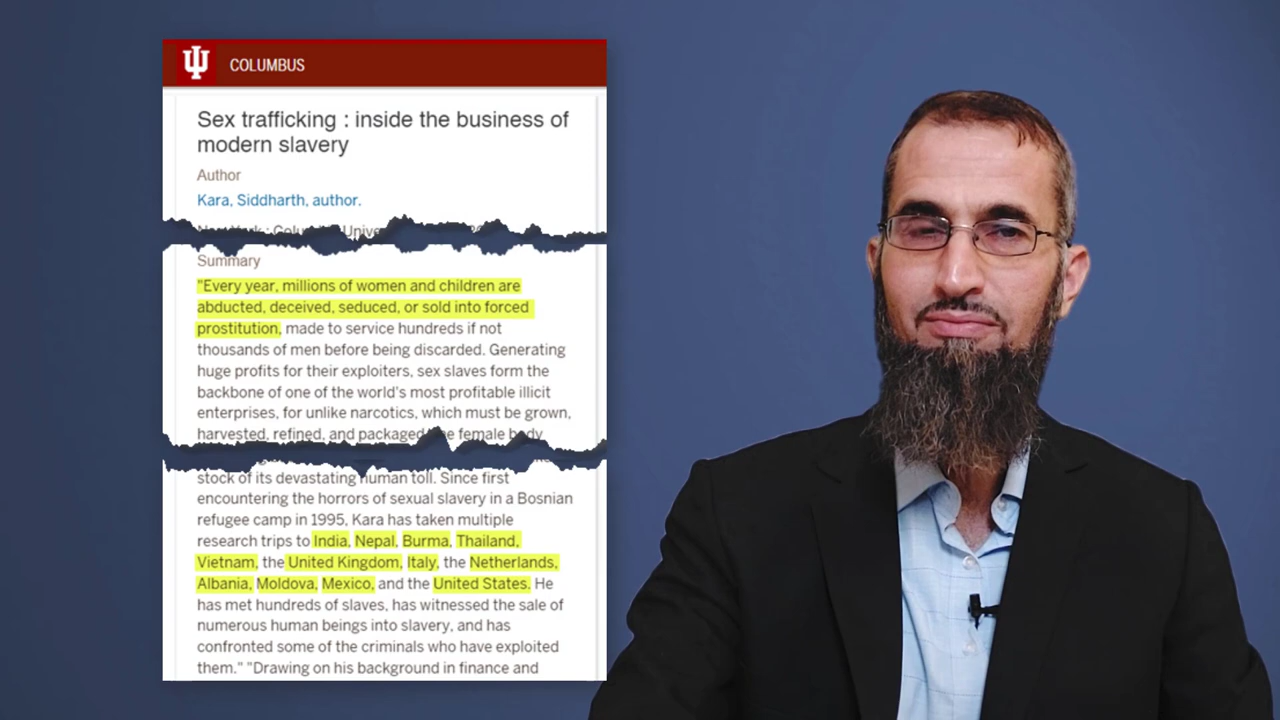 COLUMBUS
Sex trafficking : inside the business of
modern slavery
Author
Kara, Siddharth, author.
Summary
"Every year, millions of women and children are
abducted, deceived, seduced, or sold into forced
prostitution, made to service hundreds if not
thousands of men before being discarded. Generating
huge profits for their exploiters, sex slaves form the
backbone of one of the world's most profitable illicit
enterprises, for unlike narcotics, which must be grown,
harvested, refined, and packaged female body
stock of its devastating human toll. Since first
encountering the horrors of sexual slavery in a Bosnian
refugee camp in 1995, Kara has taken multiple
research trips to India, Nepal, Burma, Thailand,
Vietnam, the United Kingdom, Italy, the Netherlands,
Albania, Moldova, Mexico, and the United States. He
has met hundreds of slaves, has witnessed the sale of
numerous human beings into slavery, and has
confronted some of the criminals who have exploited
them." "Drawing on his background in finance and